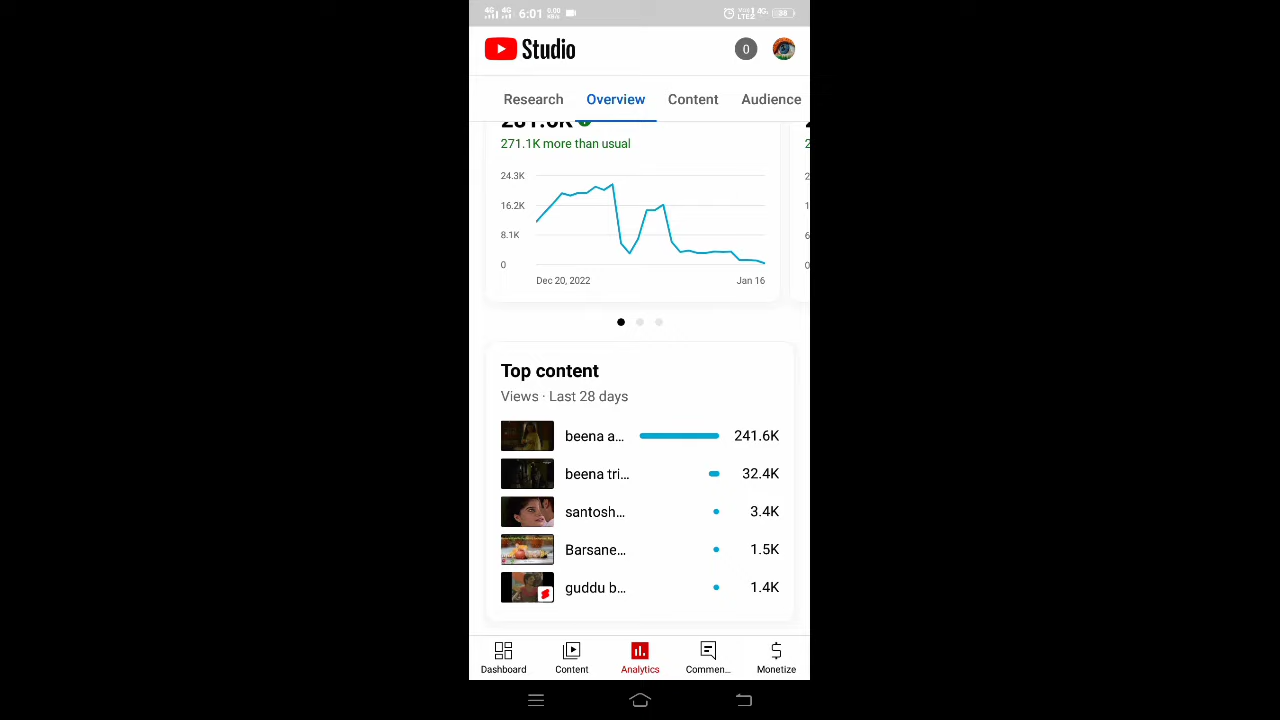 6:01
Studio
0
Research Overview Content Audience
271.1K more than usual
24.3K
16.2K
8.1K
0
Dec 20, 2022 Jan 16
Top content
Views · Last 28 days
beena a... 241.6K
beena tri... 32.4K
santosh... 3.4K
Barsane... 1.5K
guddu b... 1.4K
Dashboard Content Analytics Commen... Monetize